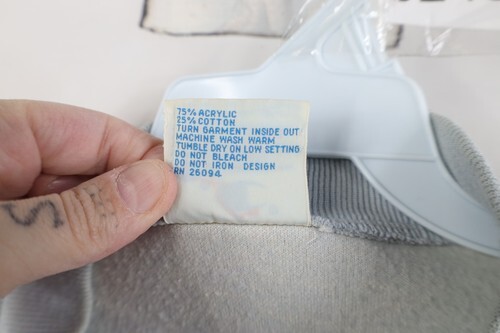 75% ACRYLIC
25% COTTON
TURN GARMENT INSIDE OUT
MACHINE WASH WARM
TUMBLE DRY ON LOW SETTING
DO NOT BLEACH
DO NOT IRON DESIGN
RN 26094